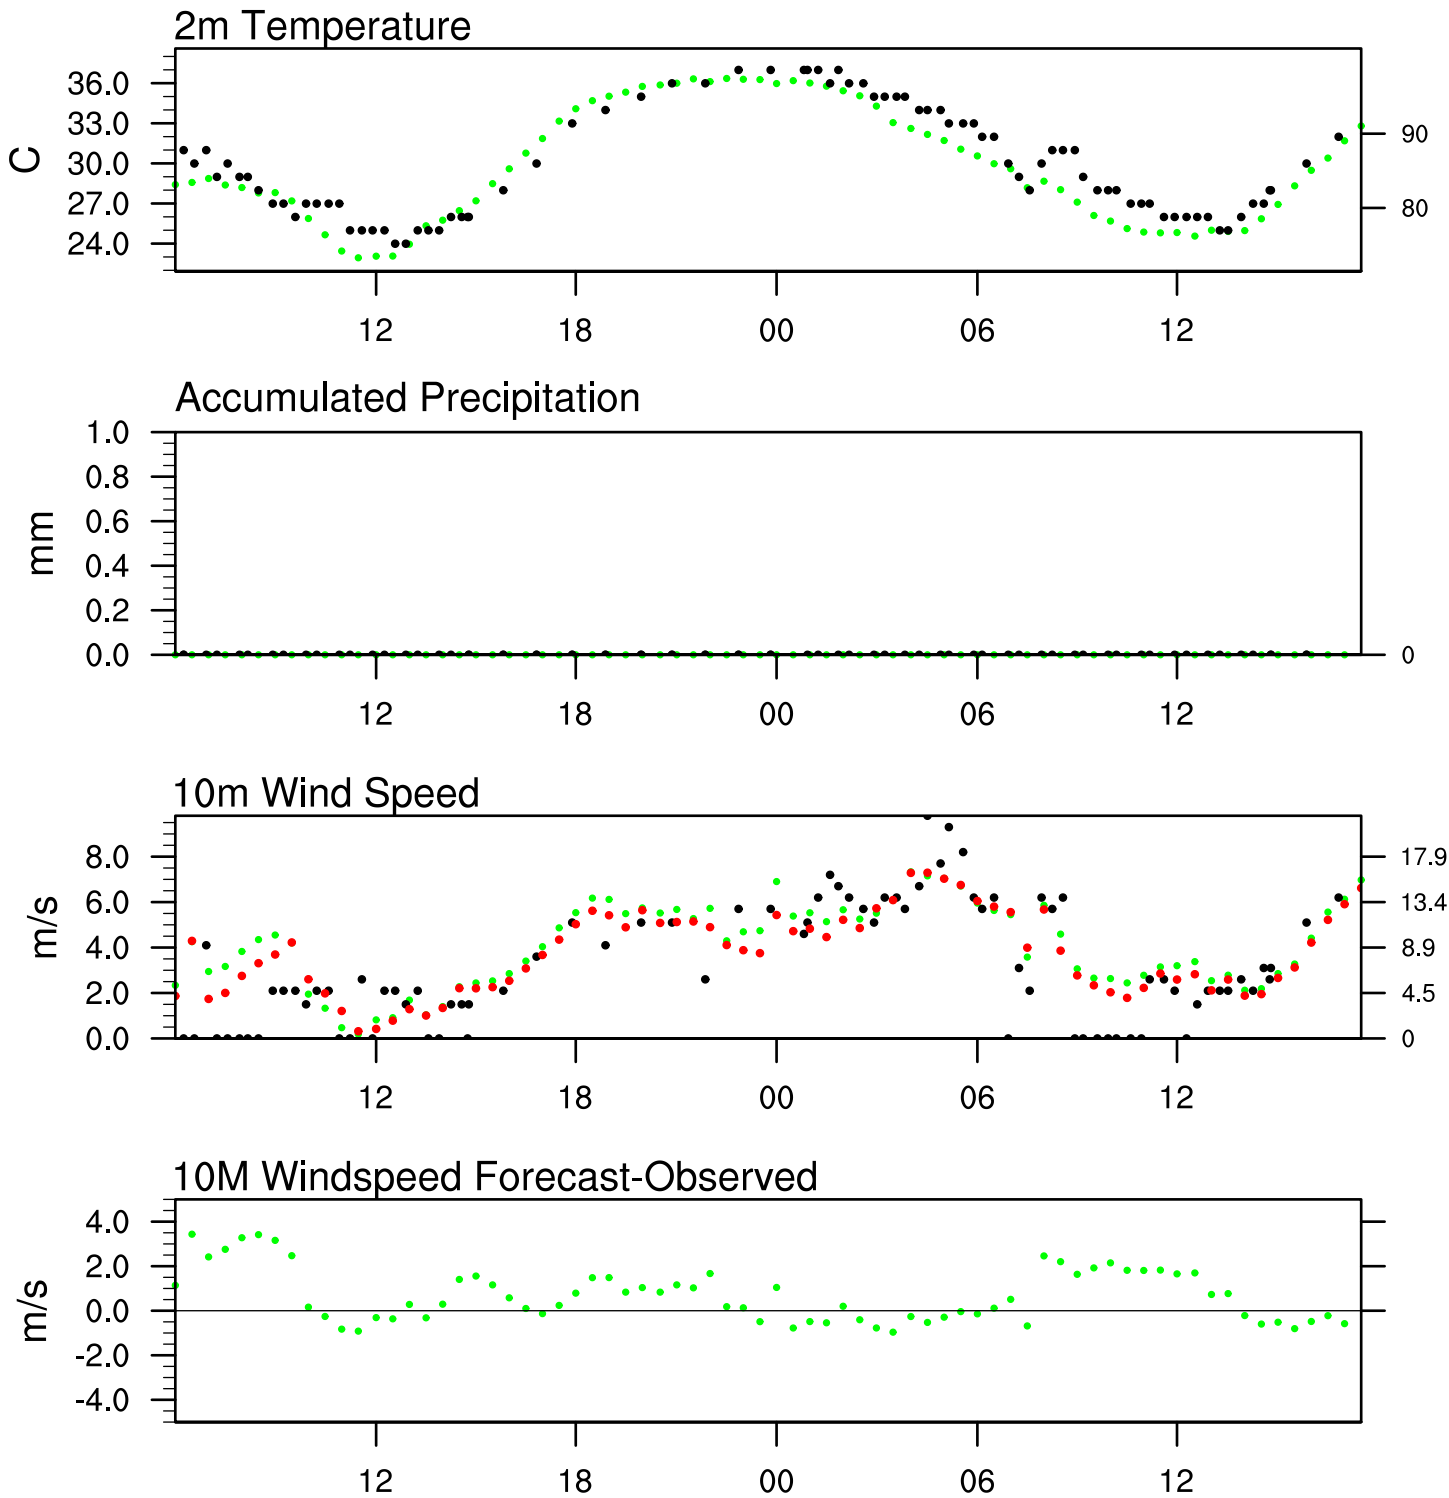 2m Temperature
36.0
33.0
30.0
27.0
24.0
C
90
80
12 18 00 06 12
Accumulated Precipitation
1.0
0.8
0.6
0.4
0.2
0.0
mm
0
12 18 00 06 12
10m Wind Speed
8.0
6.0
4.0
2.0
0.0
m/s
17.9
13.4
8.9
4.5
0
12 18 00 06 12
10M Windspeed Forecast-Observed
4.0
2.0
0.0
-2.0
-4.0
m/s
12 18 00 06 12